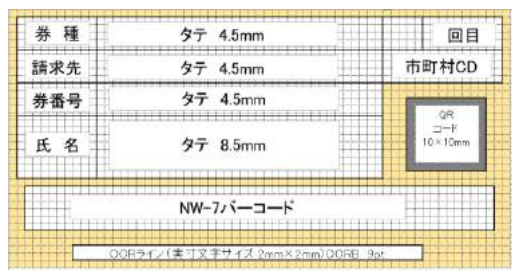 券 種 タテ 4.5mm 回目
請求先 タテ 4.5mm 市町村CD
券番号 タテ 4.5mm
QR
コード
10×10mm
氏 名 タテ 8.5mm
NW-7バーコード
OCRライン(実寸文字サイズ 2mm×2mm)OCRB 9pt